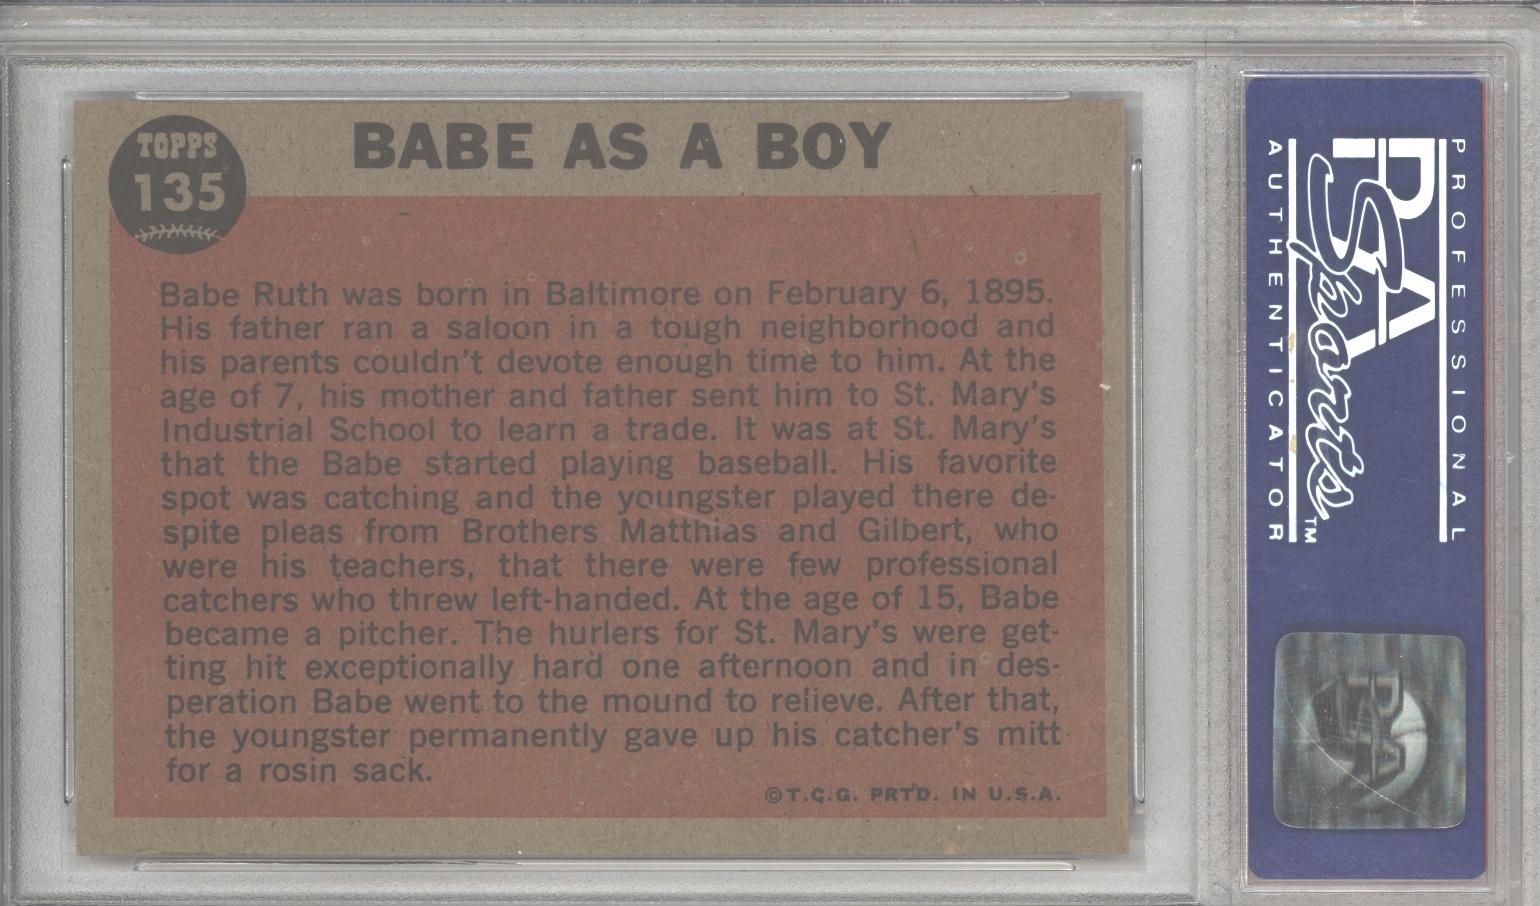 TOPPS
135
BABE AS A BOY
Babe Ruth was born in Baltimore on February 6, 1895.
His father ran a saloon in a tough neighborhood and
his parents couldn't devote enough time to him. At the
age of 7, his mother and father sent him to St. Mary's
Industrial School to learn a trade. It was at St. Mary's
that the Babe started playing baseball. His favorite
spot was catching and the youngster played there de-
spite pleas from Brothers Matthias and Gilbert, who
were his teachers, that there were few professional
catchers who threw left-handed. At the age of 15, Babe
became a pitcher. The hurlers for St. Mary's were get-
ting hit exceptionally hard one afternoon and in des-
peration Babe went to the mound to relieve. After that,
the youngster permanently gave up his catcher's mitt
for a rosin sack.
©T.C.G. PRTD. IN U.S.A.
PROFESSIONAL
PSA
Sports™
AUTHENTICATOR
PSA